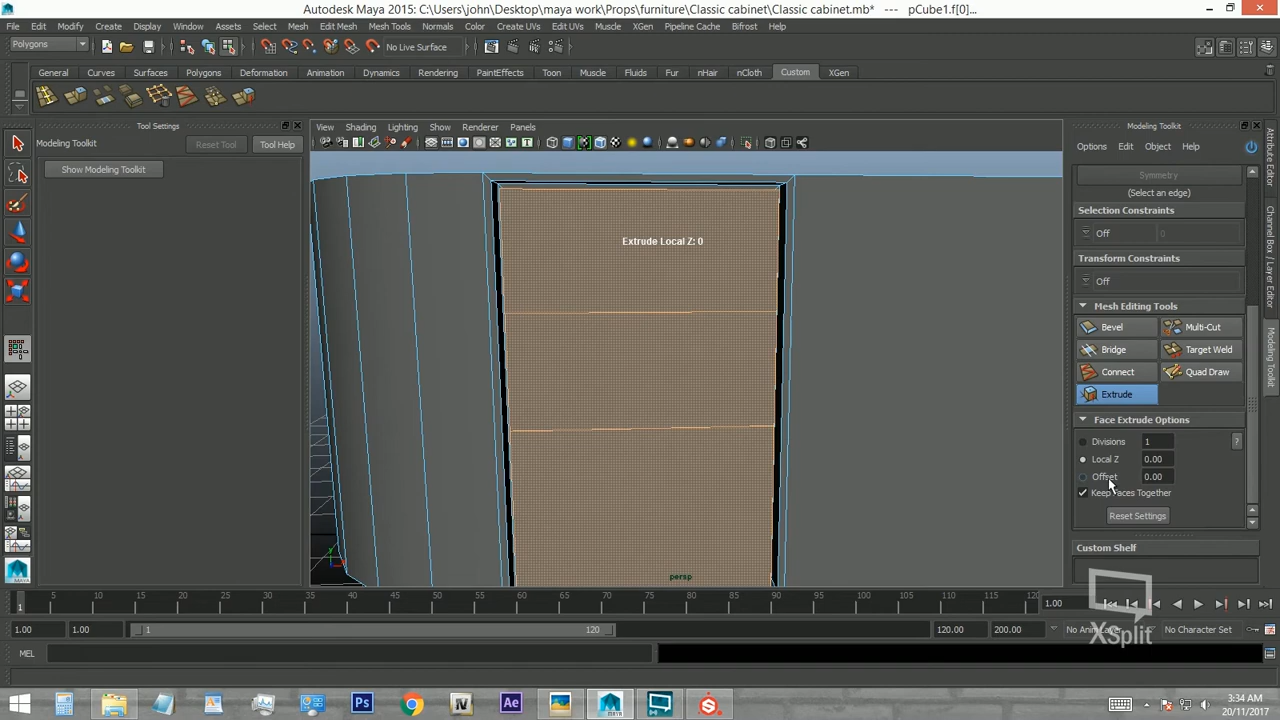 Autodesk Maya 2015: C:\Users\john\Desktop\maya work\Props\furniture\Classic cabinet\Classic cabinet.mb* --- pCube1.f[0]...
File Edit Modify Create Display Window Assets Select Mesh Edit Mesh Mesh Tools Normals Color Create UVs Edit UVs Muscle XGen Pipeline Cache Bifrost Help
Polygons No Live Surface
General Curves Surfaces Polygons Deformation Animation Dynamics Rendering PaintEffects Toon Muscle Fluids Fur nHair nCloth Custom XGen
Tool Settings
Modeling Toolkit Reset Tool Tool Help
Show Modeling Toolkit
View Shading Lighting Show Renderer Panels
Extrude Local Z: 0
persp
Modeling Toolkit
Options Edit Object Help
Symmetry
(Select an edge)
Selection Constraints
Off 0
Transform Constraints
Off
Mesh Editing Tools
Bevel Multi-Cut
Bridge Target Weld
Connect Quad Draw
Extrude
Face Extrude Options
Divisions 1 ?
Local Z 0.00
Offset 0.00
Keep Faces Together
Reset Settings
Custom Shelf
Attribute Editor
Channel Box / Layer Editor
Modeling Toolkit
XSplit
1 5 10 15 20 25 30 35 40 45 50 55 60 65 70 75 80 85 90 95 100 105 110 115 120 1.00
1.00 1.00 1 120 120.00 200.00 No Anim Layer No Character Set
MEL
Ps Ae
MAYA
3:34 AM
20/11/2017